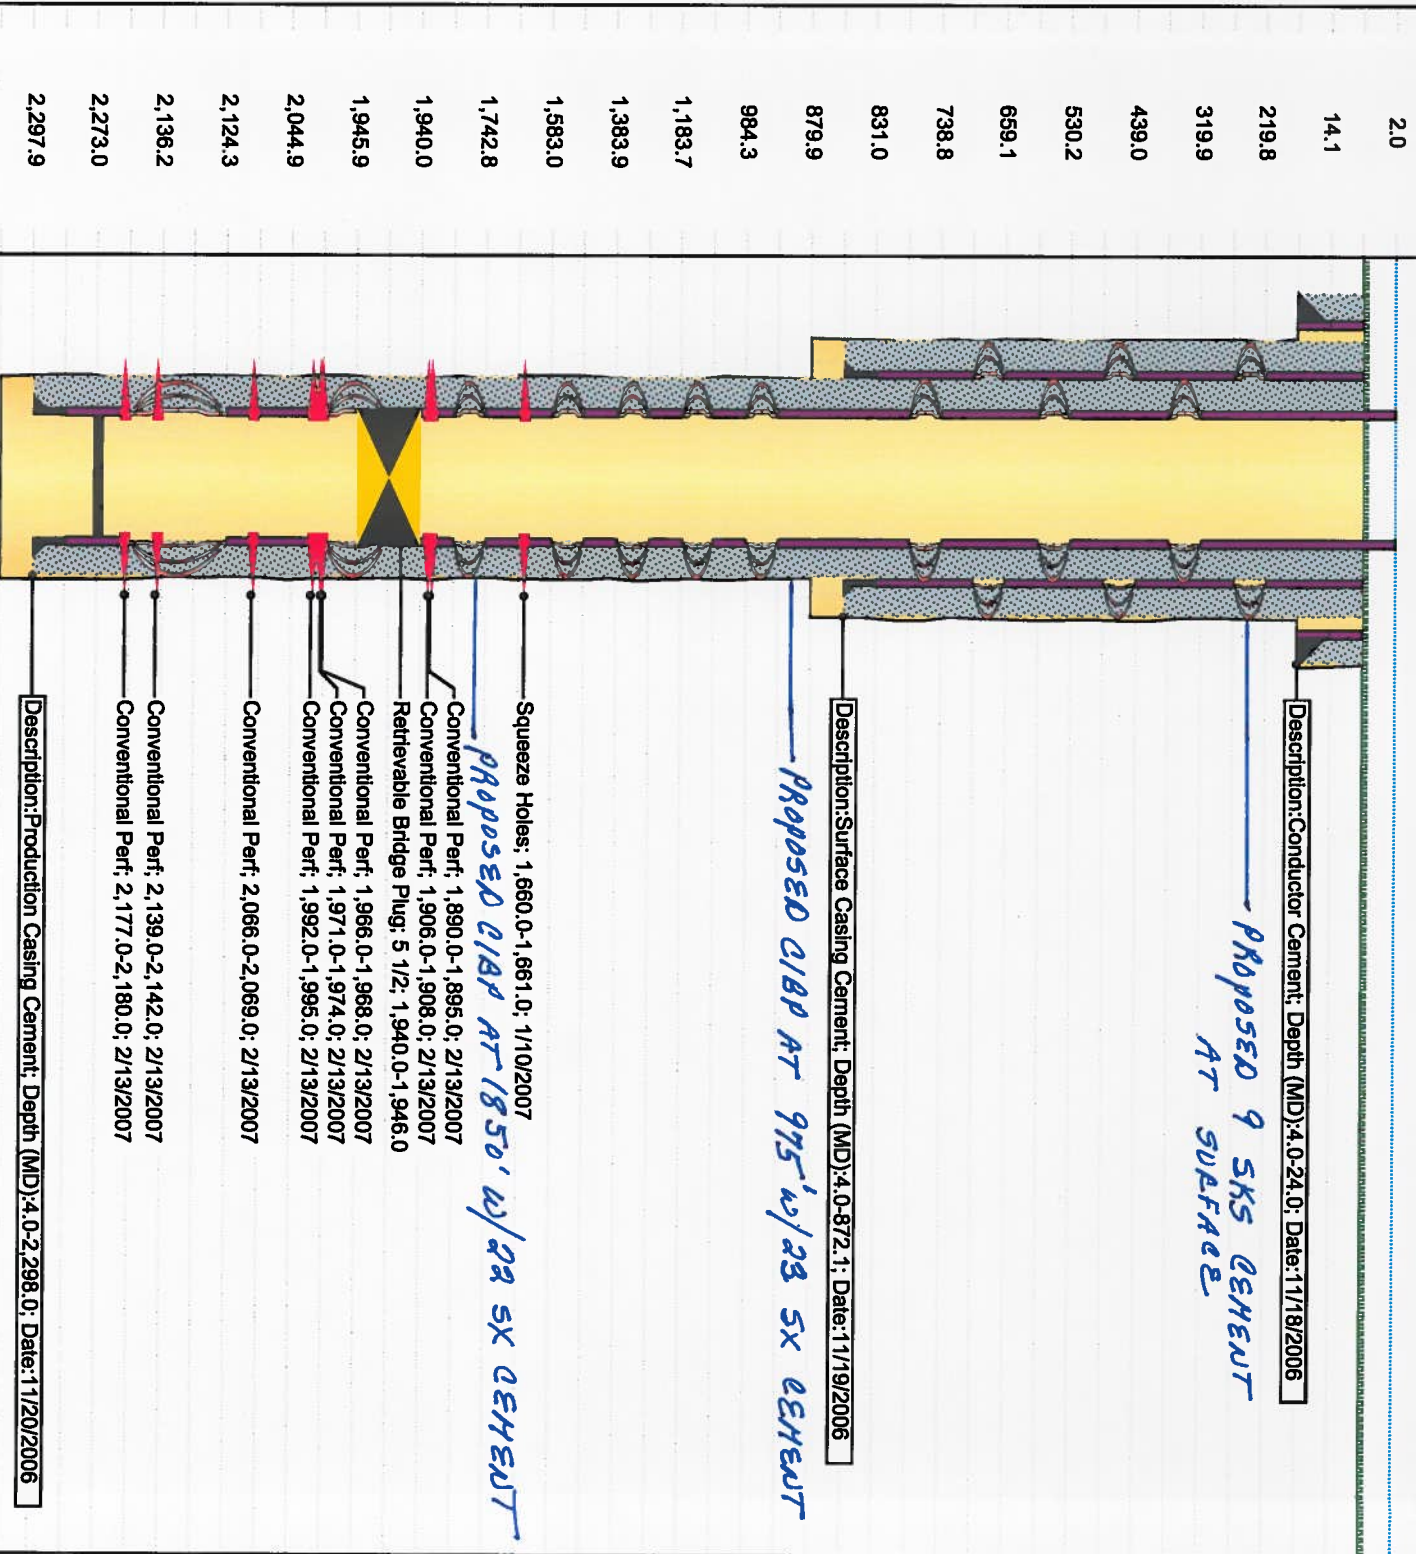 2.0
14.1
219.8
319.9
439.0
530.2
659.1
738.8
831.0
879.9
984.3
1,183.7
1,383.9
1,583.0
1,742.8
1,940.0
1,945.9
2,044.9
2,124.3
2,136.2
2,273.0
2,297.9
Description:Conductor Cement; Depth (MD):4.0-24.0; Date:11/18/2006
PROPOSED 9 SKS CEMENT
AT SURFACE
Description:Surface Casing Cement; Depth (MD):4.0-872.1; Date:11/19/2006
PROPOSED CIBP AT 975' W/23 SX CEMENT
Squeeze Holes; 1,660.0-1,661.0; 1/10/2007
PROPOSED CIBP AT 1850' W/22 SX CEMENT
Conventional Perf; 1,890.0-1,895.0; 2/13/2007
Conventional Perf; 1,906.0-1,908.0; 2/13/2007
Retrievable Bridge Plug; 5 1/2; 1,940.0-1,946.0
Conventional Perf; 1,966.0-1,968.0; 2/13/2007
Conventional Perf; 1,971.0-1,974.0; 2/13/2007
Conventional Perf; 1,992.0-1,995.0; 2/13/2007
Conventional Perf; 2,066.0-2,069.0; 2/13/2007
Conventional Perf; 2,139.0-2,142.0; 2/13/2007
Conventional Perf; 2,177.0-2,180.0; 2/13/2007
Description:Production Casing Cement; Depth (MD):4.0-2,298.0; Date:11/20/2006